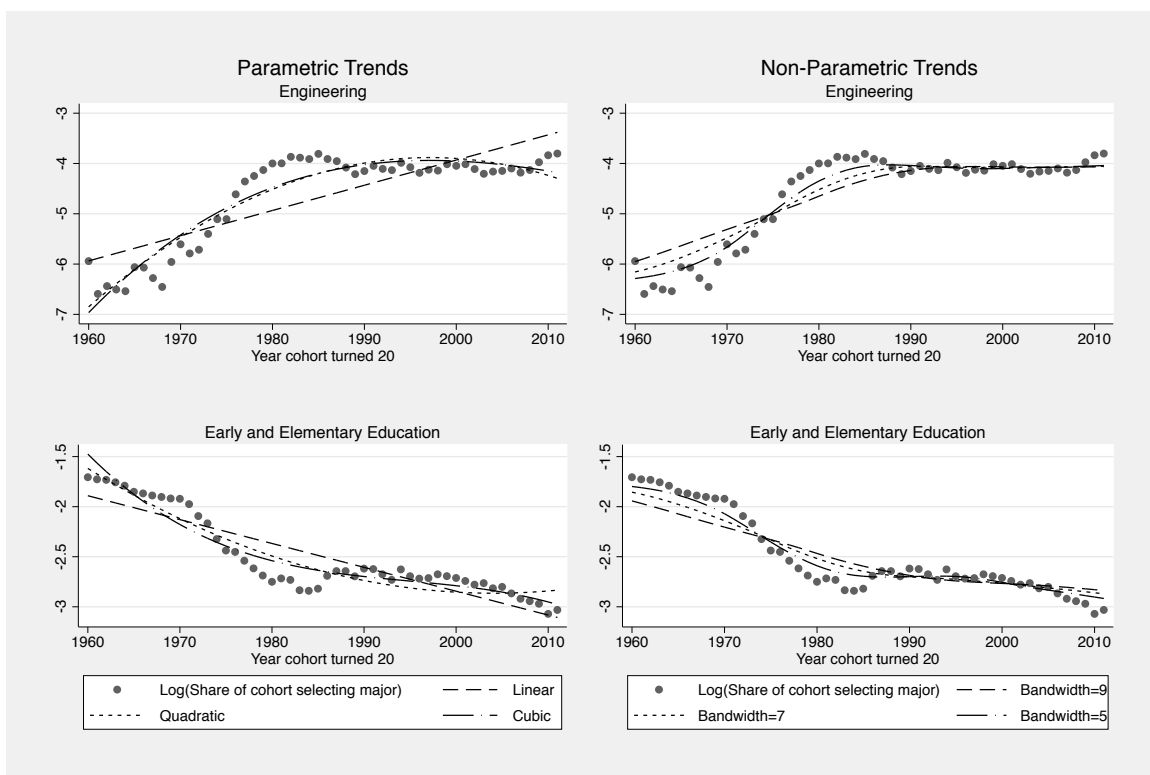 Parametric Trends
Engineering
-3
-4
-5
-6
-7
1960 1970 1980 1990 2000 2010
Year cohort turned 20
Non-Parametric Trends
Engineering
-3
-4
-5
-6
-7
1960 1970 1980 1990 2000 2010
Year cohort turned 20
Early and Elementary Education
-1.5
-2
-2.5
-3
1960 1970 1980 1990 2000 2010
Year cohort turned 20
Log(Share of cohort selecting major) Linear
Quadratic Cubic
Early and Elementary Education
-1.5
-2
-2.5
-3
1960 1970 1980 1990 2000 2010
Year cohort turned 20
Log(Share of cohort selecting major) Bandwidth=9
Bandwidth=7 Bandwidth=5